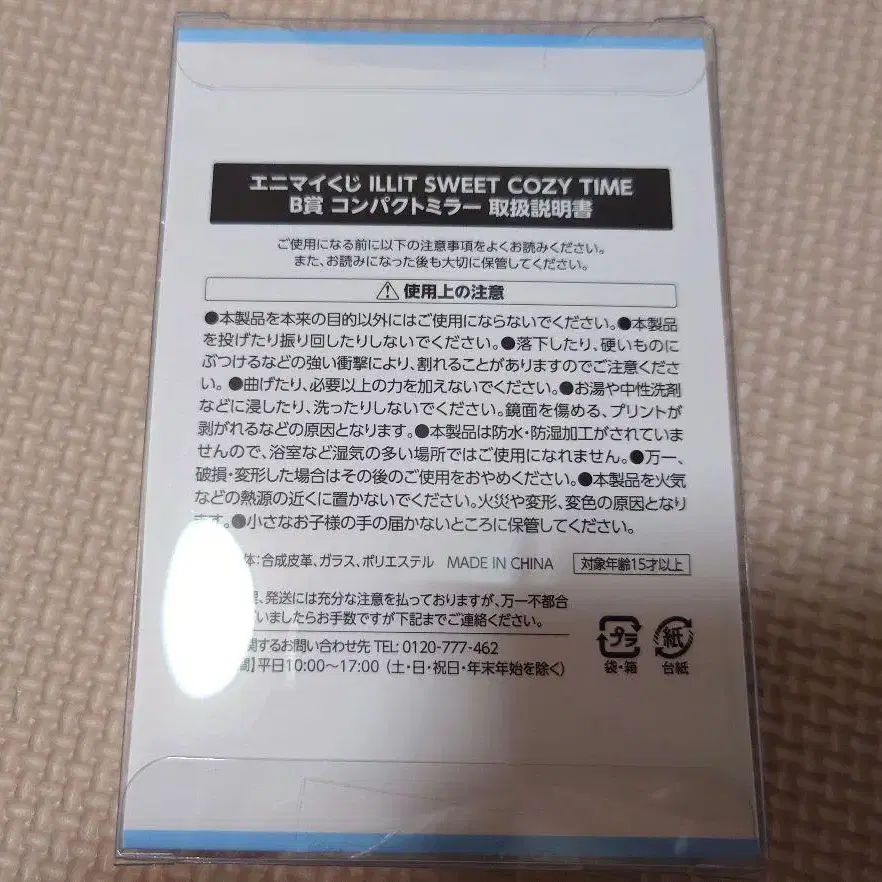 エニマイくじ ILLIT SWEET COZY TIME
B賞 コンパクトミラー 取扱説明書
ご使用になる前に以下の注意事項をよくお読みください。
また、お読みになった後も大切に保管してください。
使用上の注意
●本製品を本来の目的以外にはご使用にならないでください。●本製品
を投げたり振り回したりしないでください。●落下したり、硬いものに
ぶつけるなどの強い衝撃により、割れることがありますのでご注意くださ
い。●曲げたり、必要以上の力を加えないでください。●お湯や中性洗剤
などに浸したり、洗ったりしないでください。鏡面を傷める、プリントが
剥がれるなどの原因となります。●本製品は防水・防湿加工がされていま
せんので、浴室など湿気の多い場所ではご使用になれません。●万一、
破損・変形した場合はその後のご使用をおやめください。●本製品を火気
などの熱源の近くに置かないでください。火災や変形、変色の原因となり
ます。●小さなお子様の手の届かないところに保管してください。
体:合成皮革、ガラス、ポリエステル MADE IN CHINA 対象年齢15才以上
、発送には充分な注意を払っておりますが、万一不都合
ざいましたらお手数ですが下記までご連絡ください。
関するお問い合わせ先 TEL: 0120-777-462
間】平日10:00〜17:00 (土・日・祝日・年末年始を除く)
プラ 紙
袋・箱 台紙